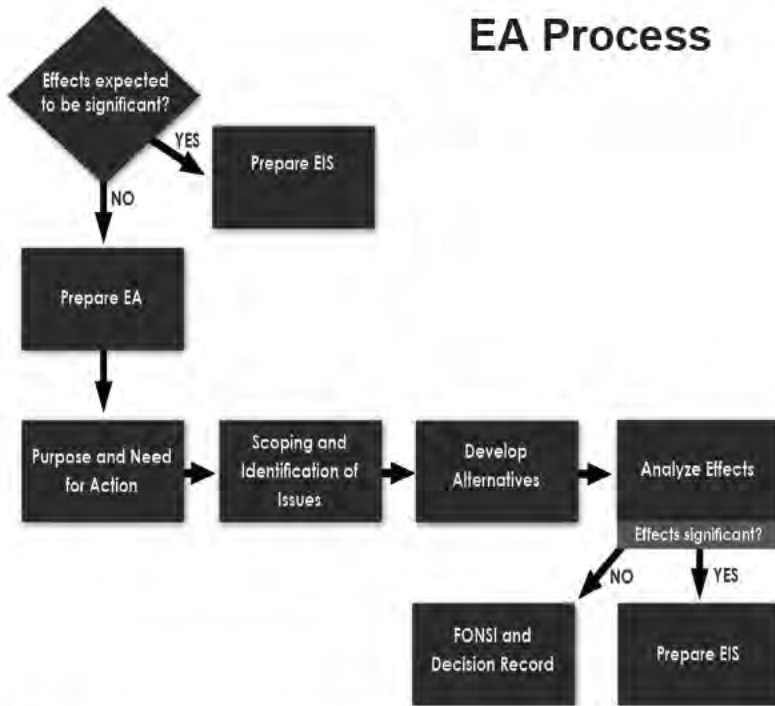 EA Process
Effects expected
to be significant?
YES
Prepare EIS
NO
Prepare EA
Purpose and Need
for Action
Scoping and
Identification of
Issues
Develop
Alternatives
Analyze Effects
Effects significant?
NO
YES
FONSI and
Decision Record
Prepare EIS